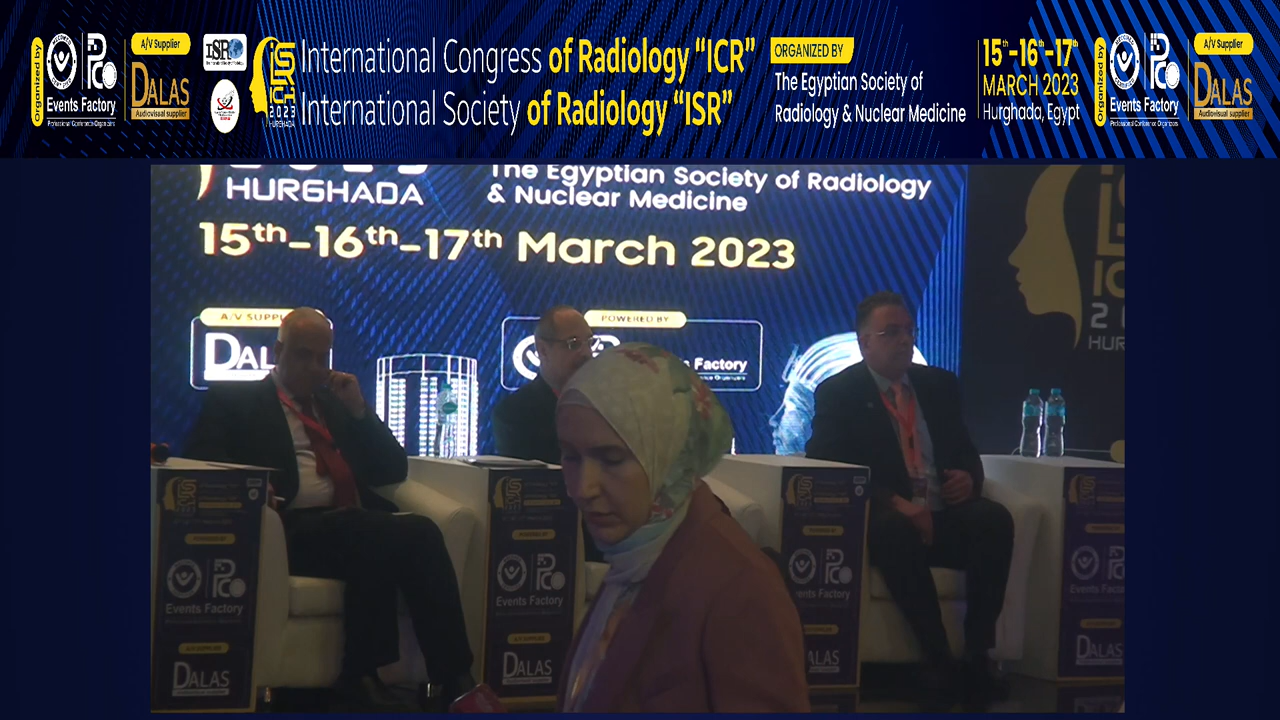 Organized by
Events Factory
Professional Conference Organizers
A/V Supplier
DALAS
Audiovisual supplier
ISR
2023
HURGHADA
International Congress of Radiology “ICR”
International Society of Radiology “ISR”
ORGANIZED BY
The Egyptian Society of
Radiology & Nuclear Medicine
15th-16th-17th
MARCH 2023
Hurghada, Egypt
Organized by
Events Factory
Professional Conference Organizers
A/V Supplier
DALAS
Audiovisual supplier
HURGHADA
The Egyptian Society of Radiology
& Nuclear Medicine
15th-16th-17th March 2023
A/V SUPPL
DAL
POWERED BY
Factory
2
HUR
Events Factory
DALAS
Events Factory
DALAS
Events Factory
ALAS
Events Factory
DALAS